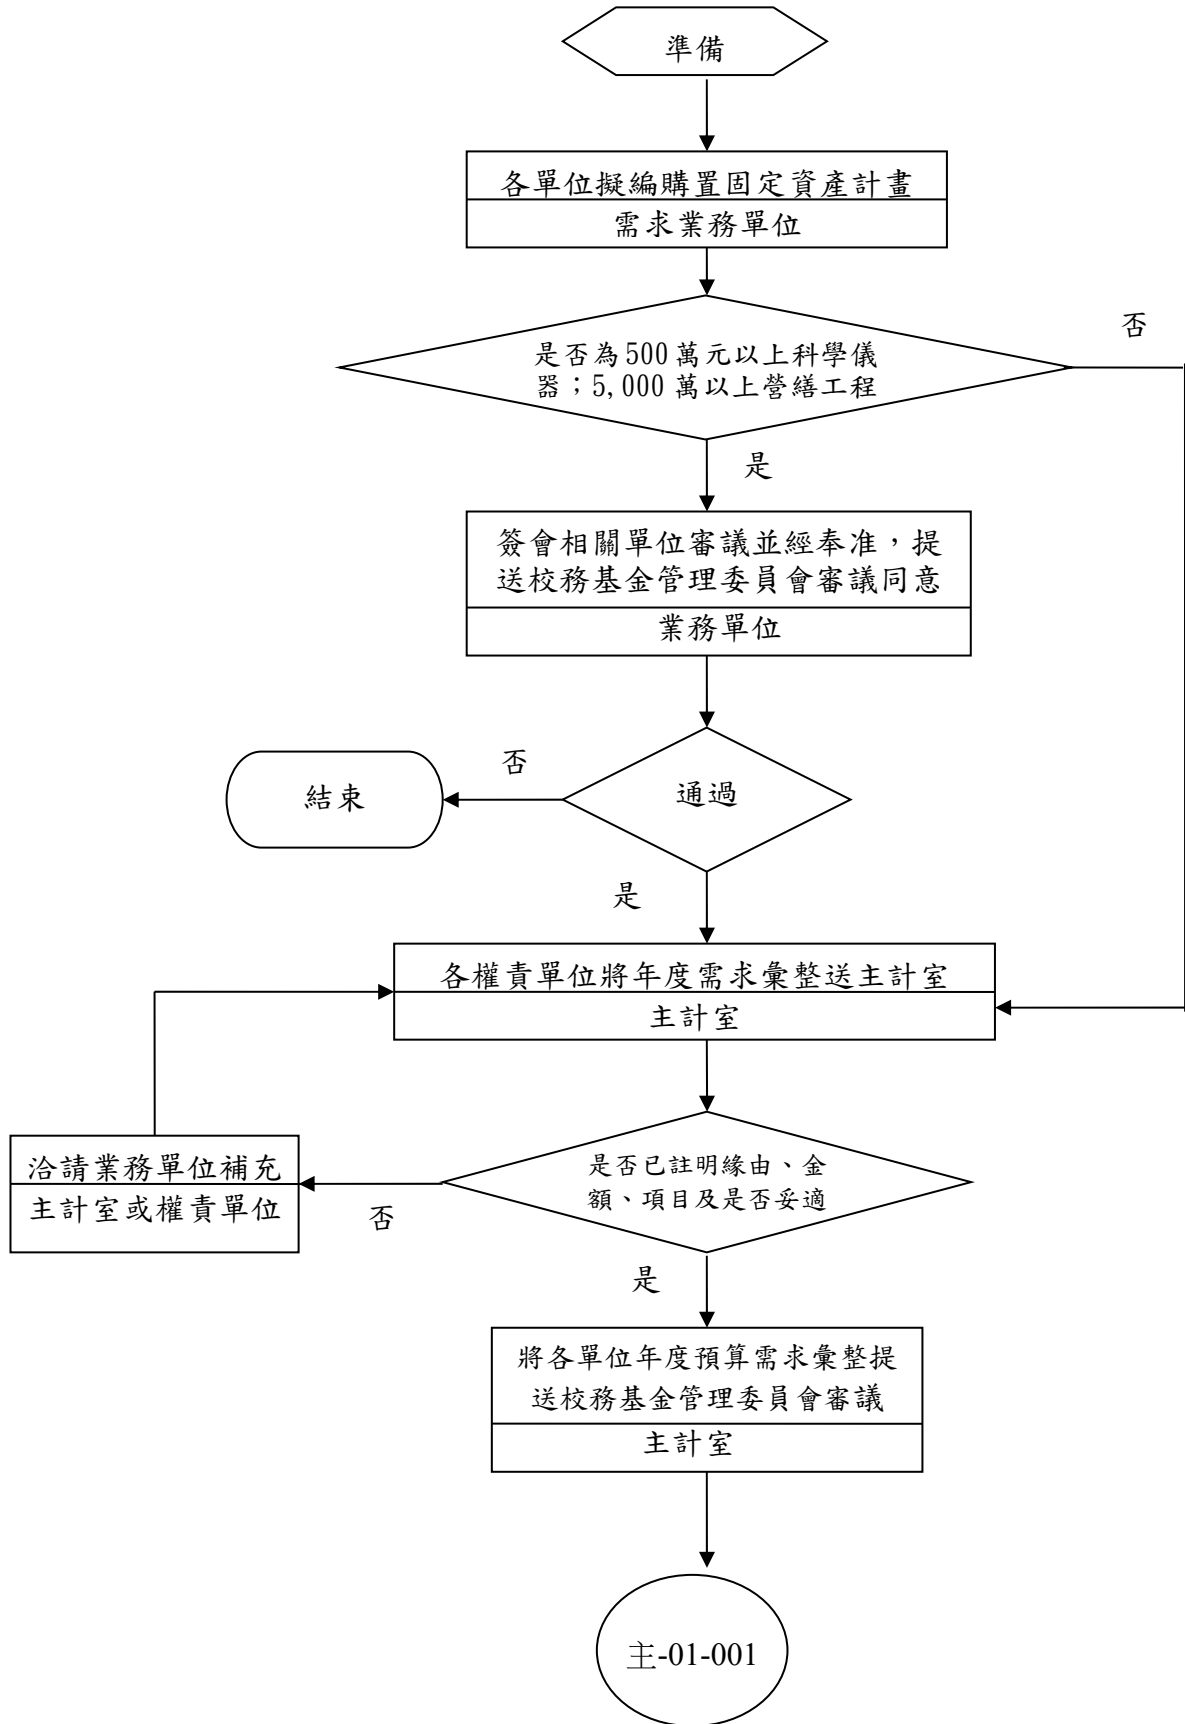 準備
各單位擬編購置固定資產計畫
需求業務單位
否
是否為500萬元以上科學儀
器；5,000萬以上營繕工程
是
簽會相關單位審議並經奉准，提
送校務基金管理委員會審議同意
業務單位
否
結束
通過
是
各權責單位將年度需求彙整送主計室
主計室
洽請業務單位補充
主計室或權責單位
否
是否已註明緣由、金
額、項目及是否妥適
是
將各單位年度預算需求彙整提
送校務基金管理委員會審議
主計室
主-01-001